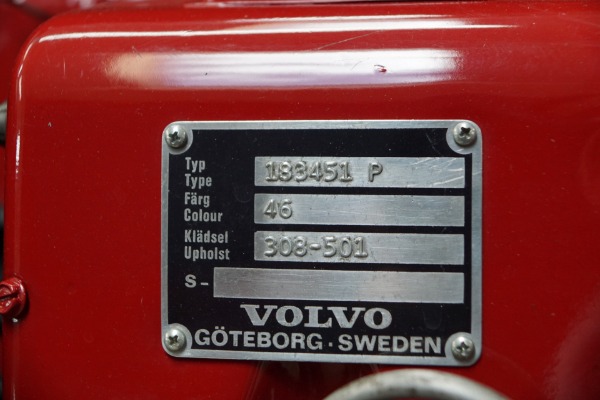 Typ
Type 183451 P
Färg
Colour 46
Klädsel
Upholst 308-501
S-
VOLVO
GÖTEBORG · SWEDEN